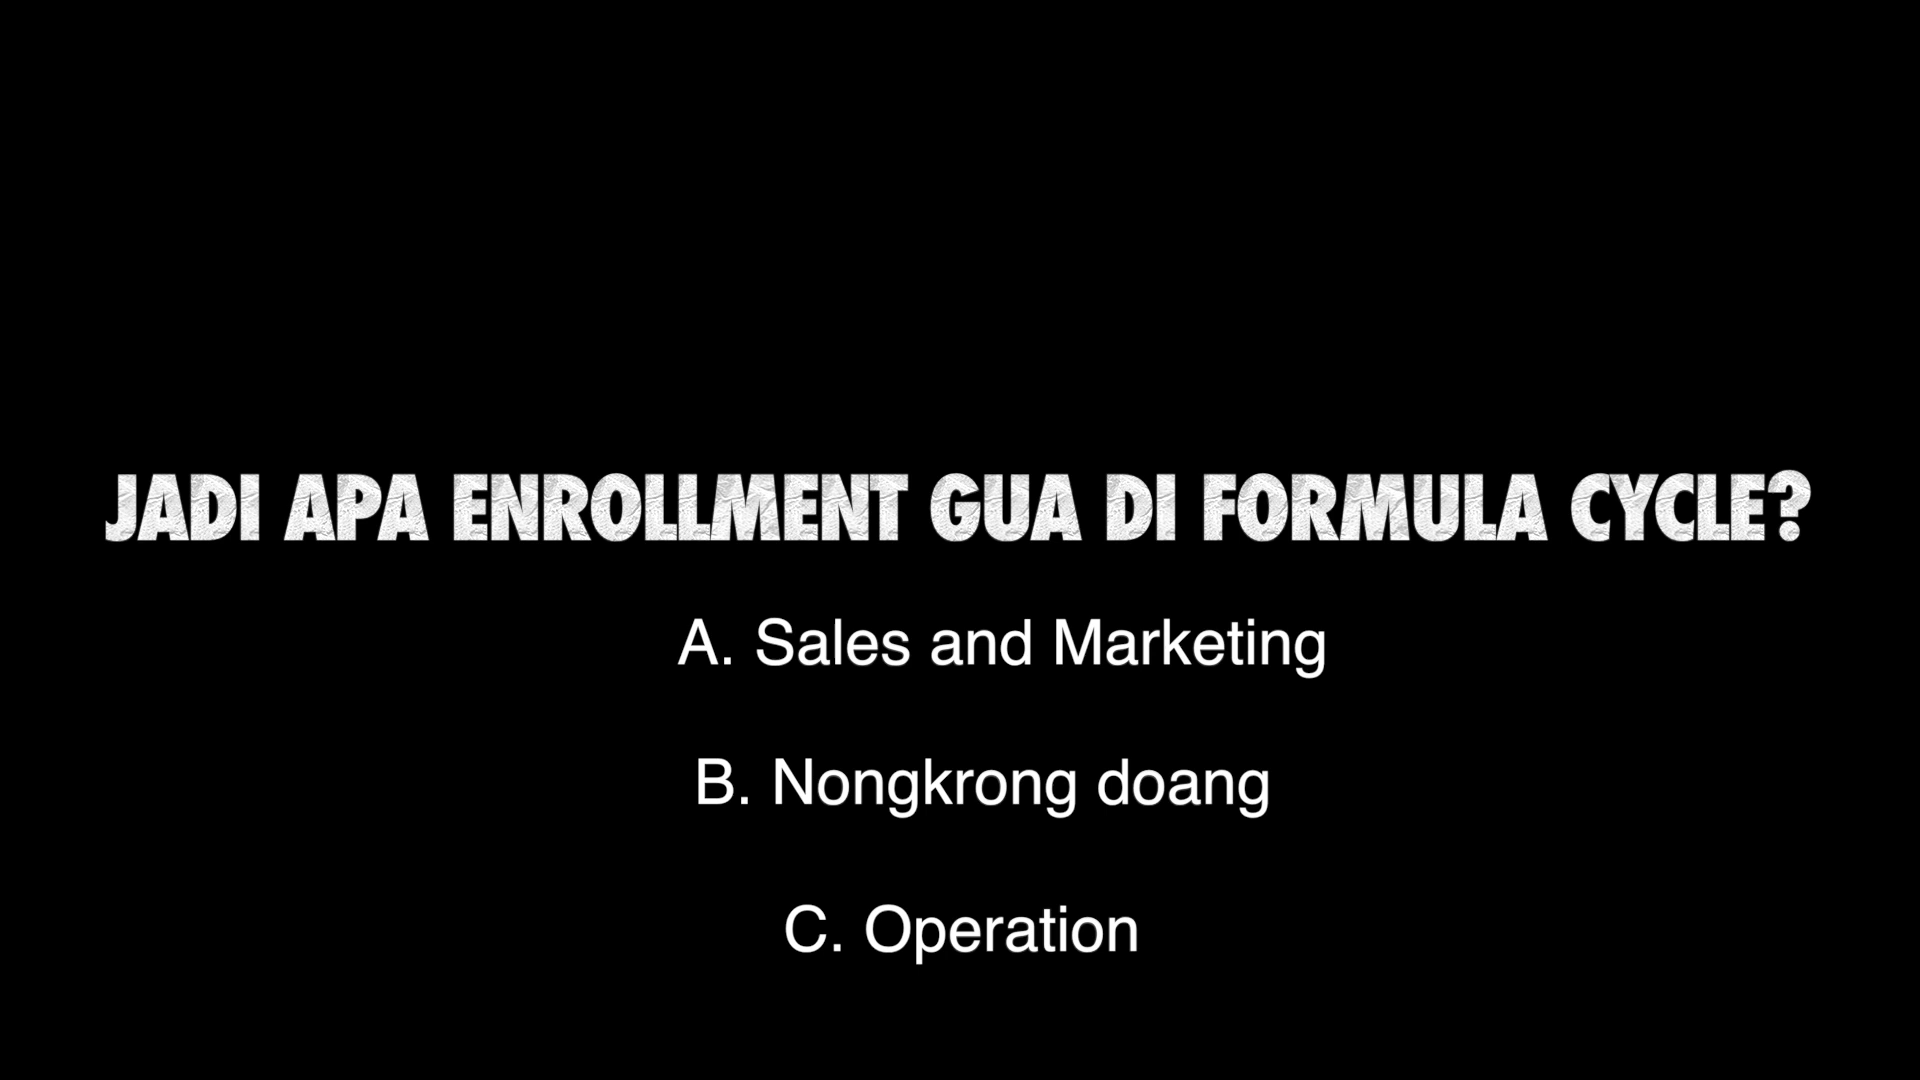 JADI APA ENROLLMENT GUA DI FORMULA CYCLE?
A. Sales and Marketing
B. Nongkrong doang
C. Operation